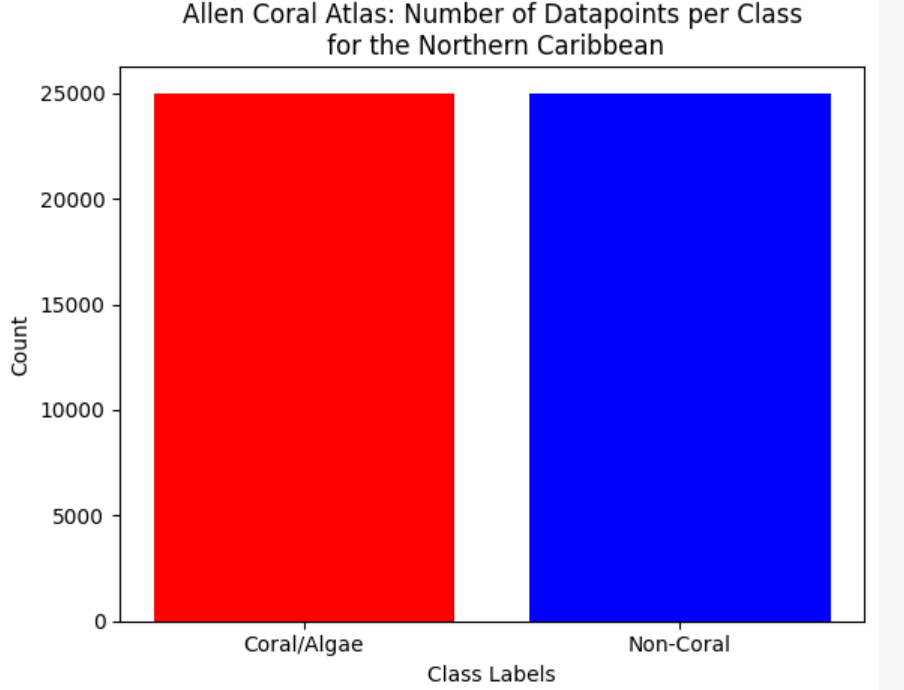 Allen Coral Atlas: Number of Datapoints per Class
for the Northern Caribbean
25000
20000
15000
10000
5000
0
Count
Coral/Algae
Non-Coral
Class Labels